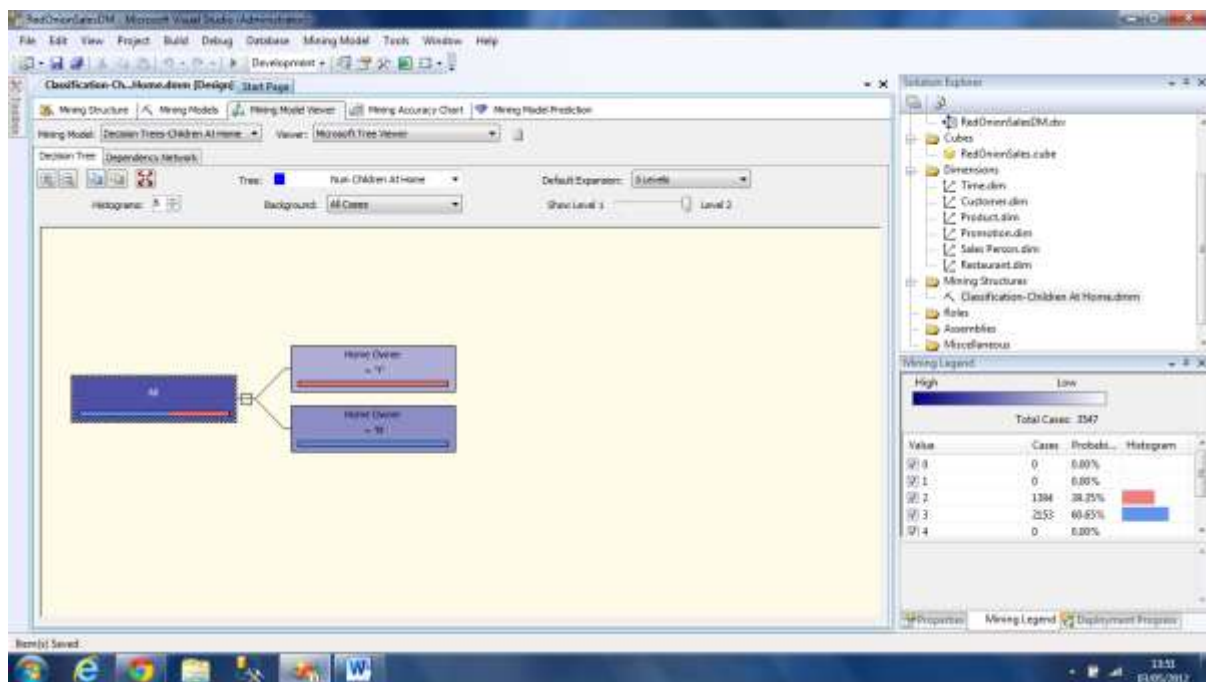 RedOnionSalesDM - Microsoft Visual Studio (Administrator)
File Edit View Project Build Debug Database Mining Model Tools Window Help
Development
Classification-Ch...Home.dmm [Design] Start Page
Mining Structure Mining Models Mining Model Viewer Mining Accuracy Chart Mining Model Prediction
Mining Model: Decision Trees-Children At Home Viewer: Microsoft Tree Viewer
Decision Tree Dependency Network
Tree: Num Children At Home Default Expansion: 3 Levels
Histograms: Background: All Cases Show Level 1 Level 2
All
Home Owner
= 'Y'
Home Owner
= 'N'
Solution Explorer
RedOnionSalesDM.dsv
Cubes
RedOnionSales.cube
Dimensions
Time.dim
Customer.dim
Product.dim
Promotion.dim
Sales Person.dim
Restaurant.dim
Mining Structures
Classification-Children At Home.dmm
Roles
Assemblies
Miscellaneous
Mining Legend
High Low
Total Cases: 3547
Value Cases Probabi... Histogram
0 0 0.00%
1 0 0.00%
2 1394
3 2153
4 0 0.00%
Properties Mining Legend Deployment Progress
Item(s) Saved
13:51
03/05/2012